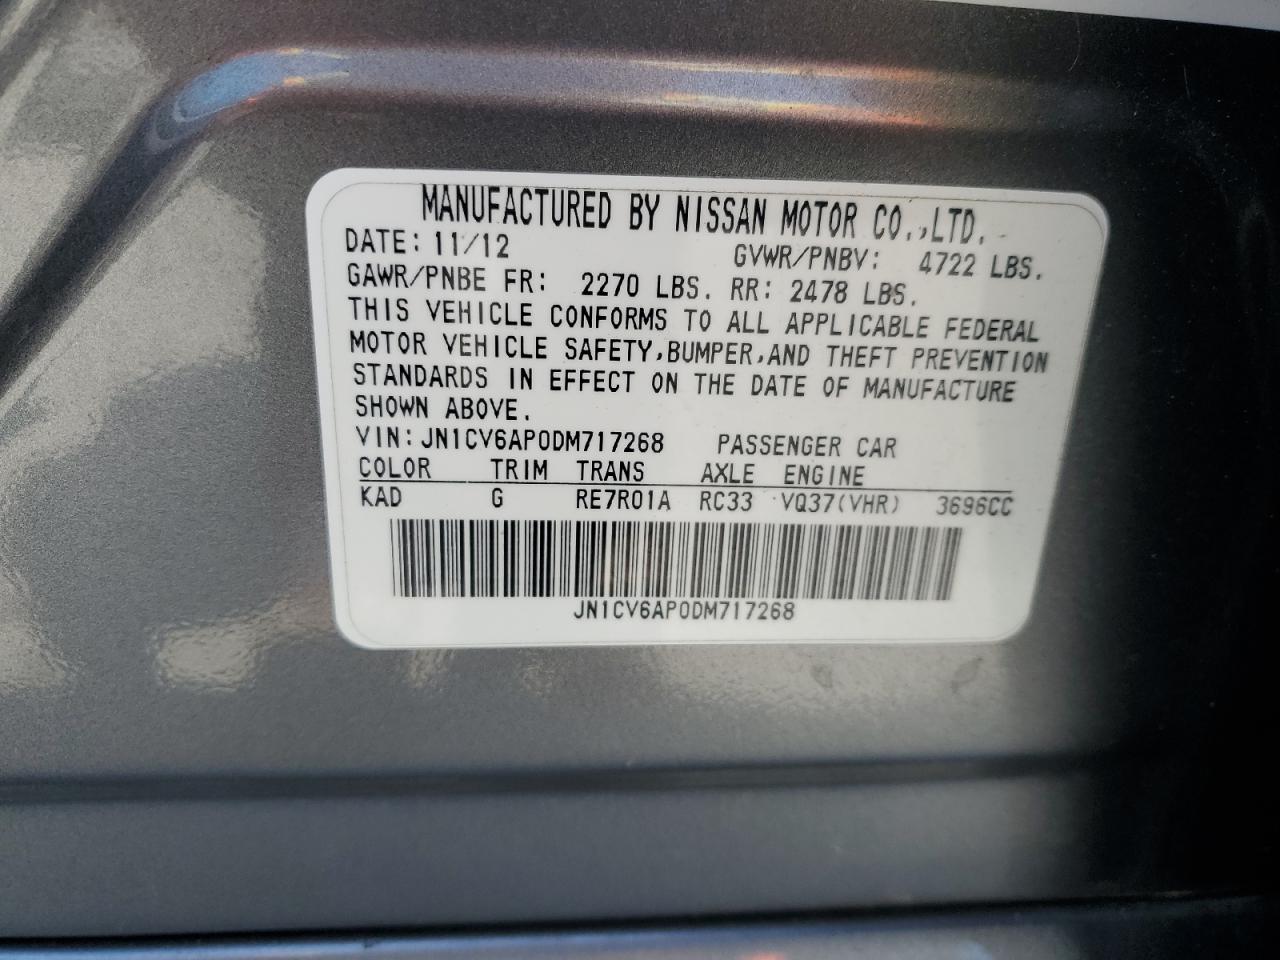 MANUFACTURED BY NISSAN MOTOR CO.,LTD.
DATE: 11/12 GVWR/PNBV: 4722 LBS.
GAWR/PNBE FR: 2270 LBS. RR: 2478 LBS.
THIS VEHICLE CONFORMS TO ALL APPLICABLE FEDERAL
MOTOR VEHICLE SAFETY,BUMPER,AND THEFT PREVENTION
STANDARDS IN EFFECT ON THE DATE OF MANUFACTURE
SHOWN ABOVE.
VIN: JN1CV6AP0DM717268 PASSENGER CAR
COLOR TRIM TRANS AXLE ENGINE
KAD G RE7R01A RC33 VQ37(VHR) 3696CC
JN1CV6AP0DM717268